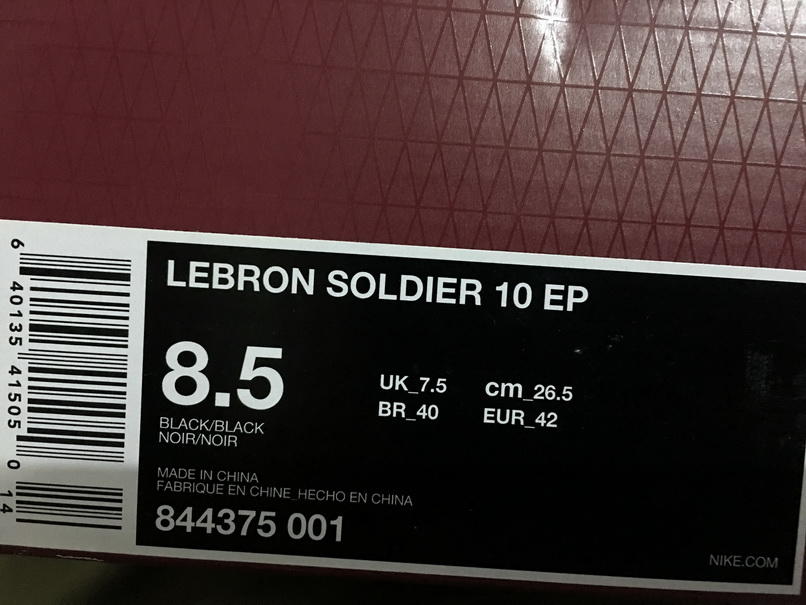 LEBRON SOLDIER 10 EP
8.5
UK_7.5 cm_26.5
BR_40 EUR_42
BLACK/BLACK
NOIR/NOIR
MADE IN CHINA
FABRIQUE EN CHINE_HECHO EN CHINA
844375 001
NIKE.COM
6 40135 41505 0 14